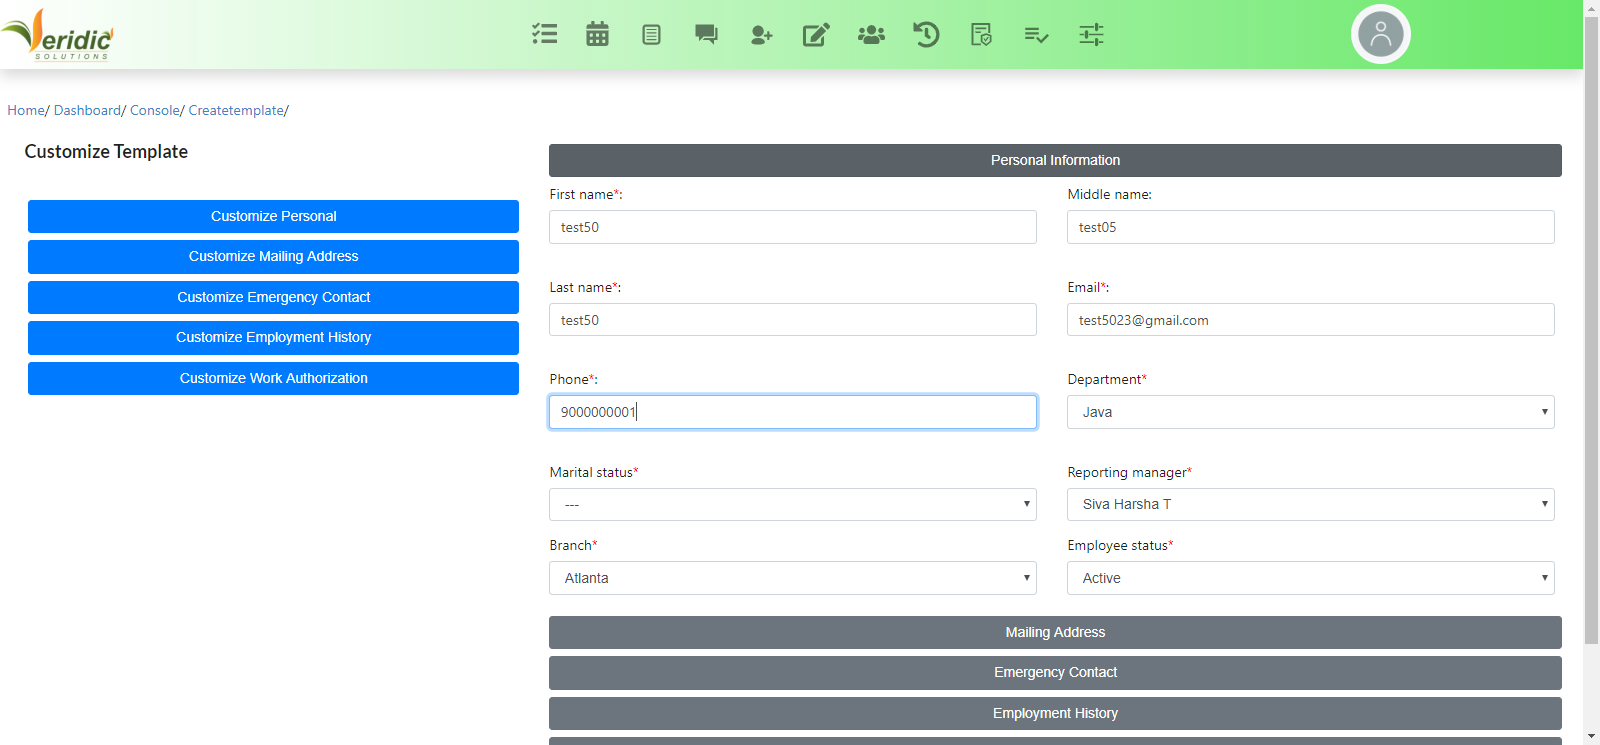 Veridic
SOLUTIONS
Home/ Dashboard/ Console/ Createtemplate/
Customize Template
Customize Personal
Customize Mailing Address
Customize Emergency Contact
Customize Employment History
Customize Work Authorization
Personal Information
First name*:
Middle name:
test50
test05
Last name*:
Email*:
test50
test5023@gmail.com
Phone*:
Department*
9000000001
Java
Marital status*
Reporting manager*
---
Siva Harsha T
Branch*
Employee status*
Atlanta
Active
Mailing Address
Emergency Contact
Employment History